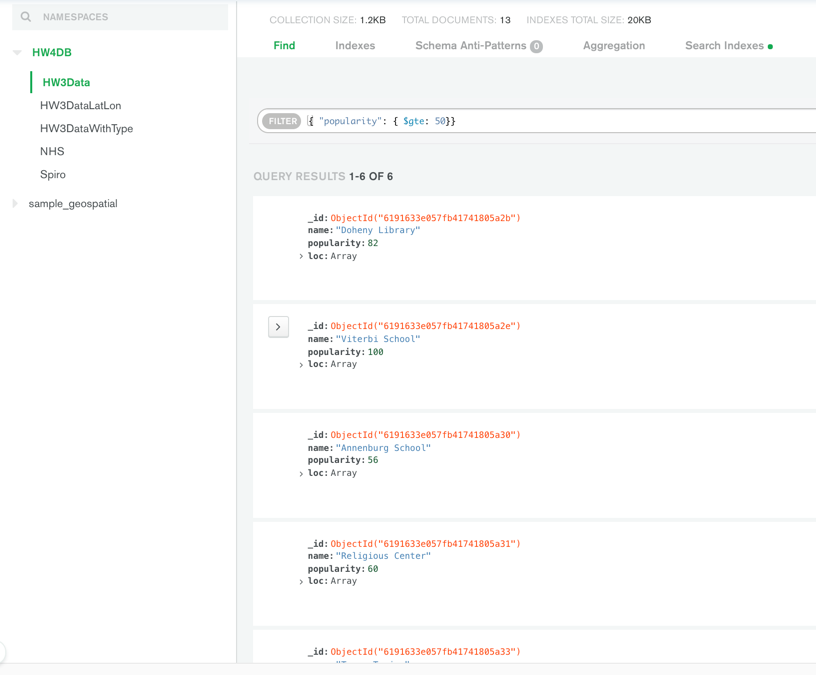 NAMESPACES
HW4DB
HW3Data
HW3DataLatLon
HW3DataWithType
NHS
Spiro
sample_geospatial
COLLECTION SIZE: 1.2KB TOTAL DOCUMENTS: 13 INDEXES TOTAL SIZE: 20KB
Find Indexes Schema Anti-Patterns 0 Aggregation Search Indexes
FILTER { "popularity": { $gte: 50}}
QUERY RESULTS 1-6 OF 6
_id: ObjectId("6191633e057fb41741805a2b")
name: "Doheny Library"
popularity: 82
loc: Array
_id: ObjectId("6191633e057fb41741805a2e")
name: "Viterbi School"
popularity: 100
loc: Array
_id: ObjectId("6191633e057fb41741805a30")
name: "Annenburg School"
popularity: 56
loc: Array
_id: ObjectId("6191633e057fb41741805a31")
name: "Religious Center"
popularity: 60
loc: Array
_id: ObjectId("6191633e057fb41741805a33")